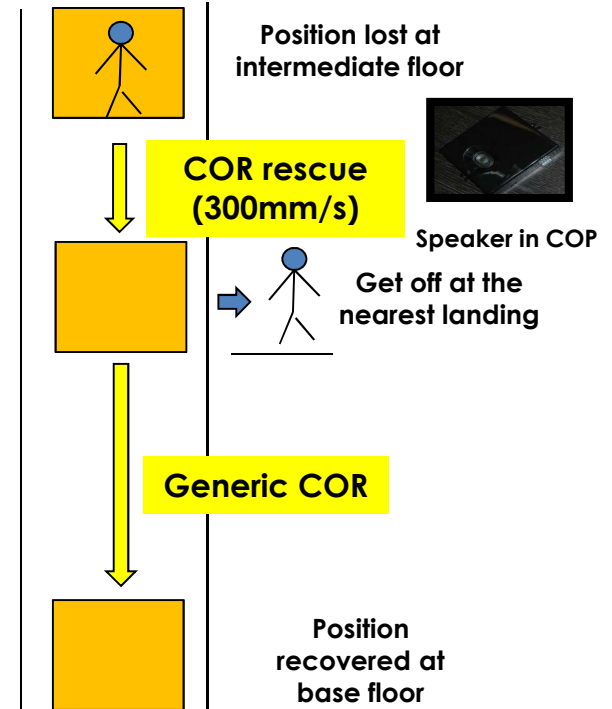 Position lost at
intermediate floor
COR rescue
(300mm/s)
Speaker in COP
Get off at the
nearest landing
Generic COR
Position
recovered at
base floor